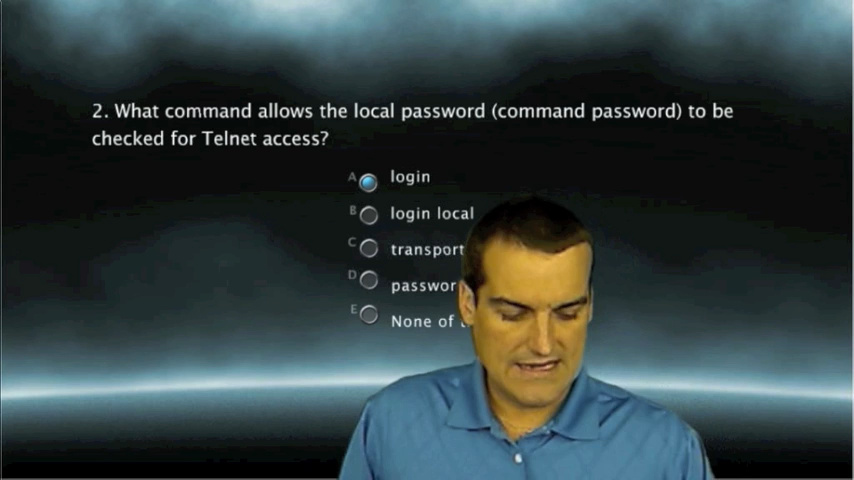 2. What command allows the local password (command password) to be
checked for Telnet access?
A login
B login local
C transport
D
E None of